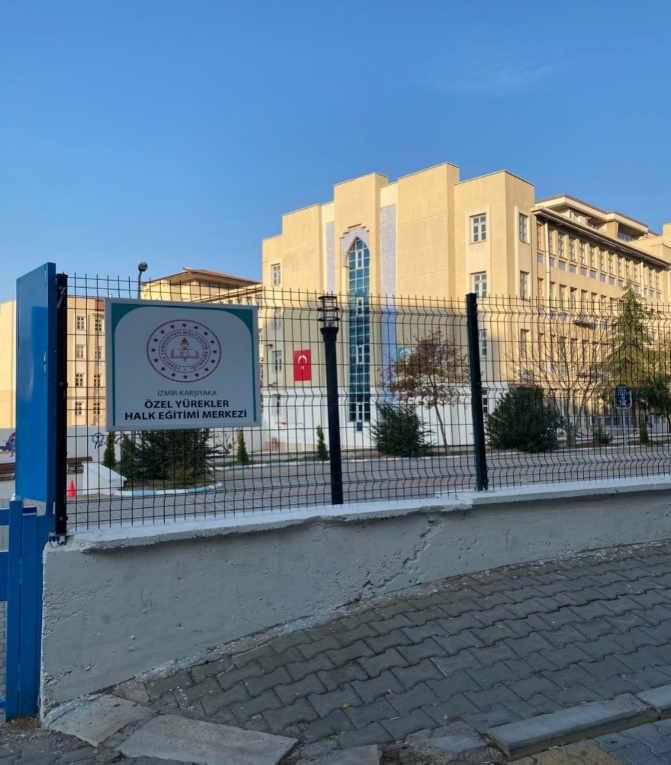 İZMİR-KARŞIYAKA
ÖZEL YÜREKLER
HALK EĞİTİMİ MERKEZİ